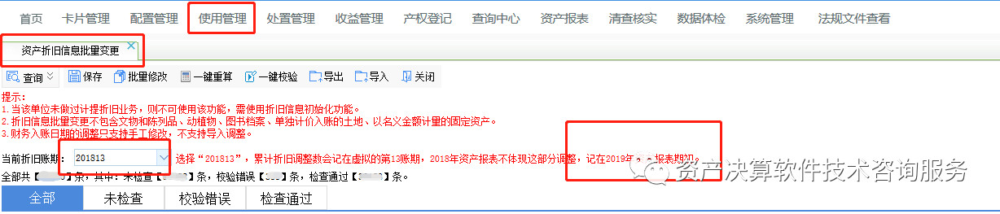 首页 卡片管理 配置管理 使用管理 处置管理 收益管理 产权登记 查询中心 资产报表 清查核实 数据体检 系统管理 法规文件查看
资产折旧信息批量变更
查询 保存 批量修改 一键重算 一键校验 导出 导入 关闭
提示：
1.当该单位未做过计提折旧业务，则不可使用该功能，需使用折旧信息初始化功能。
2.折旧信息批量变更不包含文物和陈列品、动植物、图书档案、单独计价入账的土地、以名义金额计量的固定资产。
3.财务入账日期的调整只支持手工修改，不支持导入调整。
当前折旧账期： 201813 选择“201813”，累计折旧调整数会记在虚拟的第13账期，2018年资产报表不体现这部分调整，记在2019年 报表期初。
全部共【 】条，其中：未检查【 】条，校验错误【 】条，检查通过【 】条。
资产决算软件技术咨询服务
全部 未检查 校验错误 检查通过